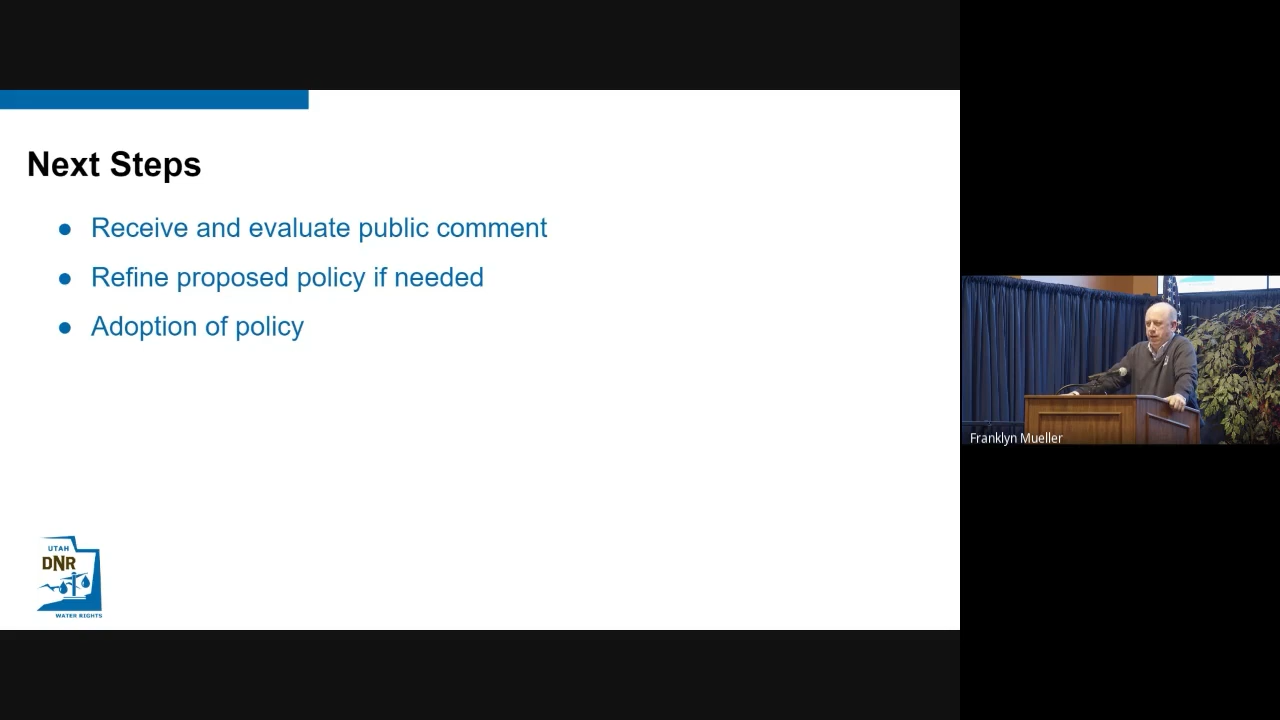 Next Steps
● Receive and evaluate public comment
● Refine proposed policy if needed
● Adoption of policy
UTAH
DNR
WATER RIGHTS
Franklyn Mueller